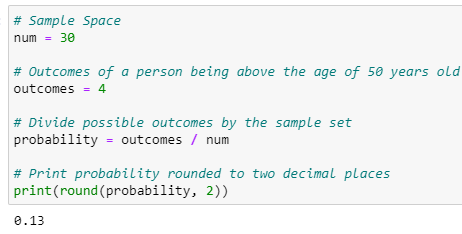 # Sample Space
num = 30
# Outcomes of a person being above the age of 50 years old
outcomes = 4
# Divide possible outcomes by the sample set
probability = outcomes / num
# Print probability rounded to two decimal places
print(round(probability, 2))
0.13